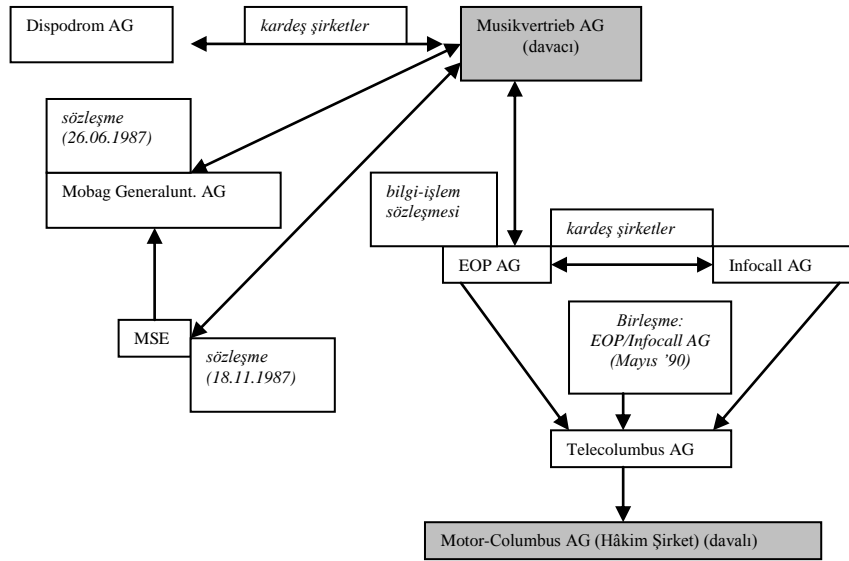 Dispodrom AG
kardeş şirketler
Musikvertrieb AG
(davacı)
sözleşme
(26.06.1987)
Mobag Generalunt. AG
bilgi-işlem
sözleşmesi
kardeş şirketler
EOP AG
Infocall AG
MSE
sözleşme
(18.11.1987)
Birleşme:
EOP/Infocall AG
(Mayıs ’90)
Telecolumbus AG
Motor-Columbus AG (Hâkim Şirket) (davalı)